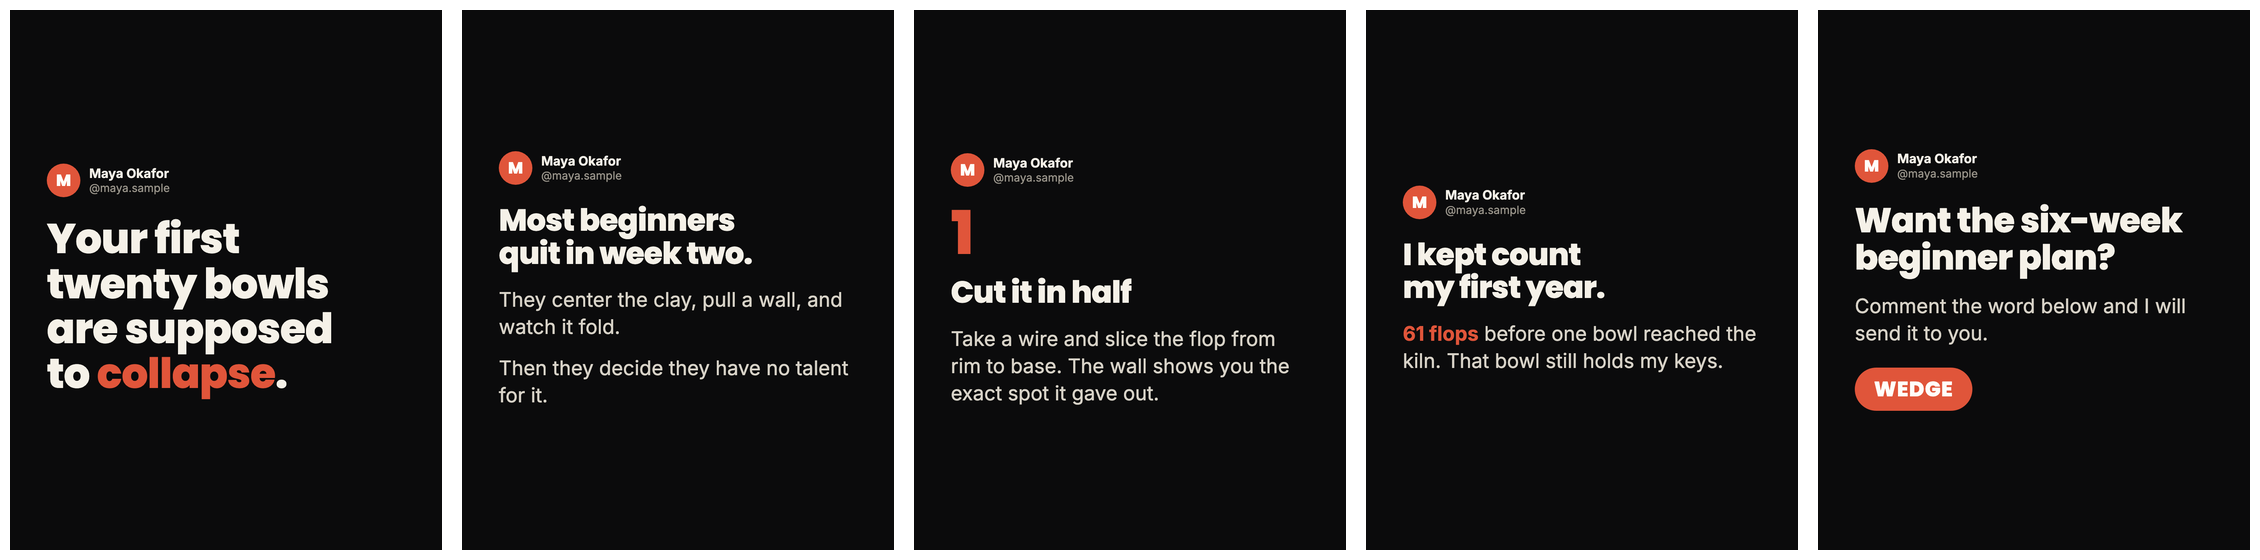 M
Maya Okafor
@maya.sample
Your first
twenty bowls
are supposed
to collapse.
M
Maya Okafor
@maya.sample
Most beginners
quit in week two.
They center the clay, pull a wall, and
watch it fold.
Then they decide they have no talent
for it.
M
Maya Okafor
@maya.sample
1
Cut it in half
Take a wire and slice the flop from
rim to base. The wall shows you the
exact spot it gave out.
M
Maya Okafor
@maya.sample
I kept count
my first year.
61 flops before one bowl reached the
kiln. That bowl still holds my keys.
M
Maya Okafor
@maya.sample
Want the six-week
beginner plan?
Comment the word below and I will
send it to you.
WEDGE